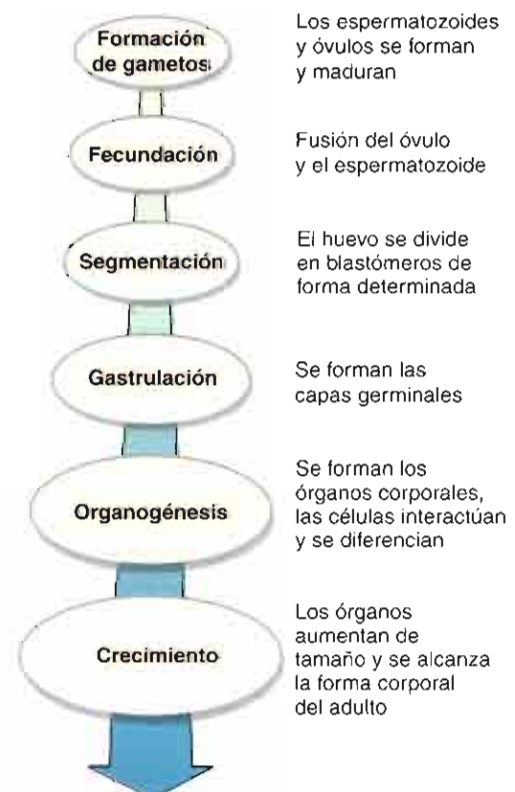 Formación
de gametos
Los espermatozoides
y óvulos se forman
y maduran
Fecundación
Fusión del óvulo
y el espermatozoide
Segmentación
El huevo se divide
en blastómeros de
forma determinada
Gastrulación
Se forman las
capas germinales
Organogénesis
Se forman los
órganos corporales,
las células interactúan
y se diferencian
Crecimiento
Los órganos
aumentan de
tamaño y se alcanza
la forma corporal
del adulto